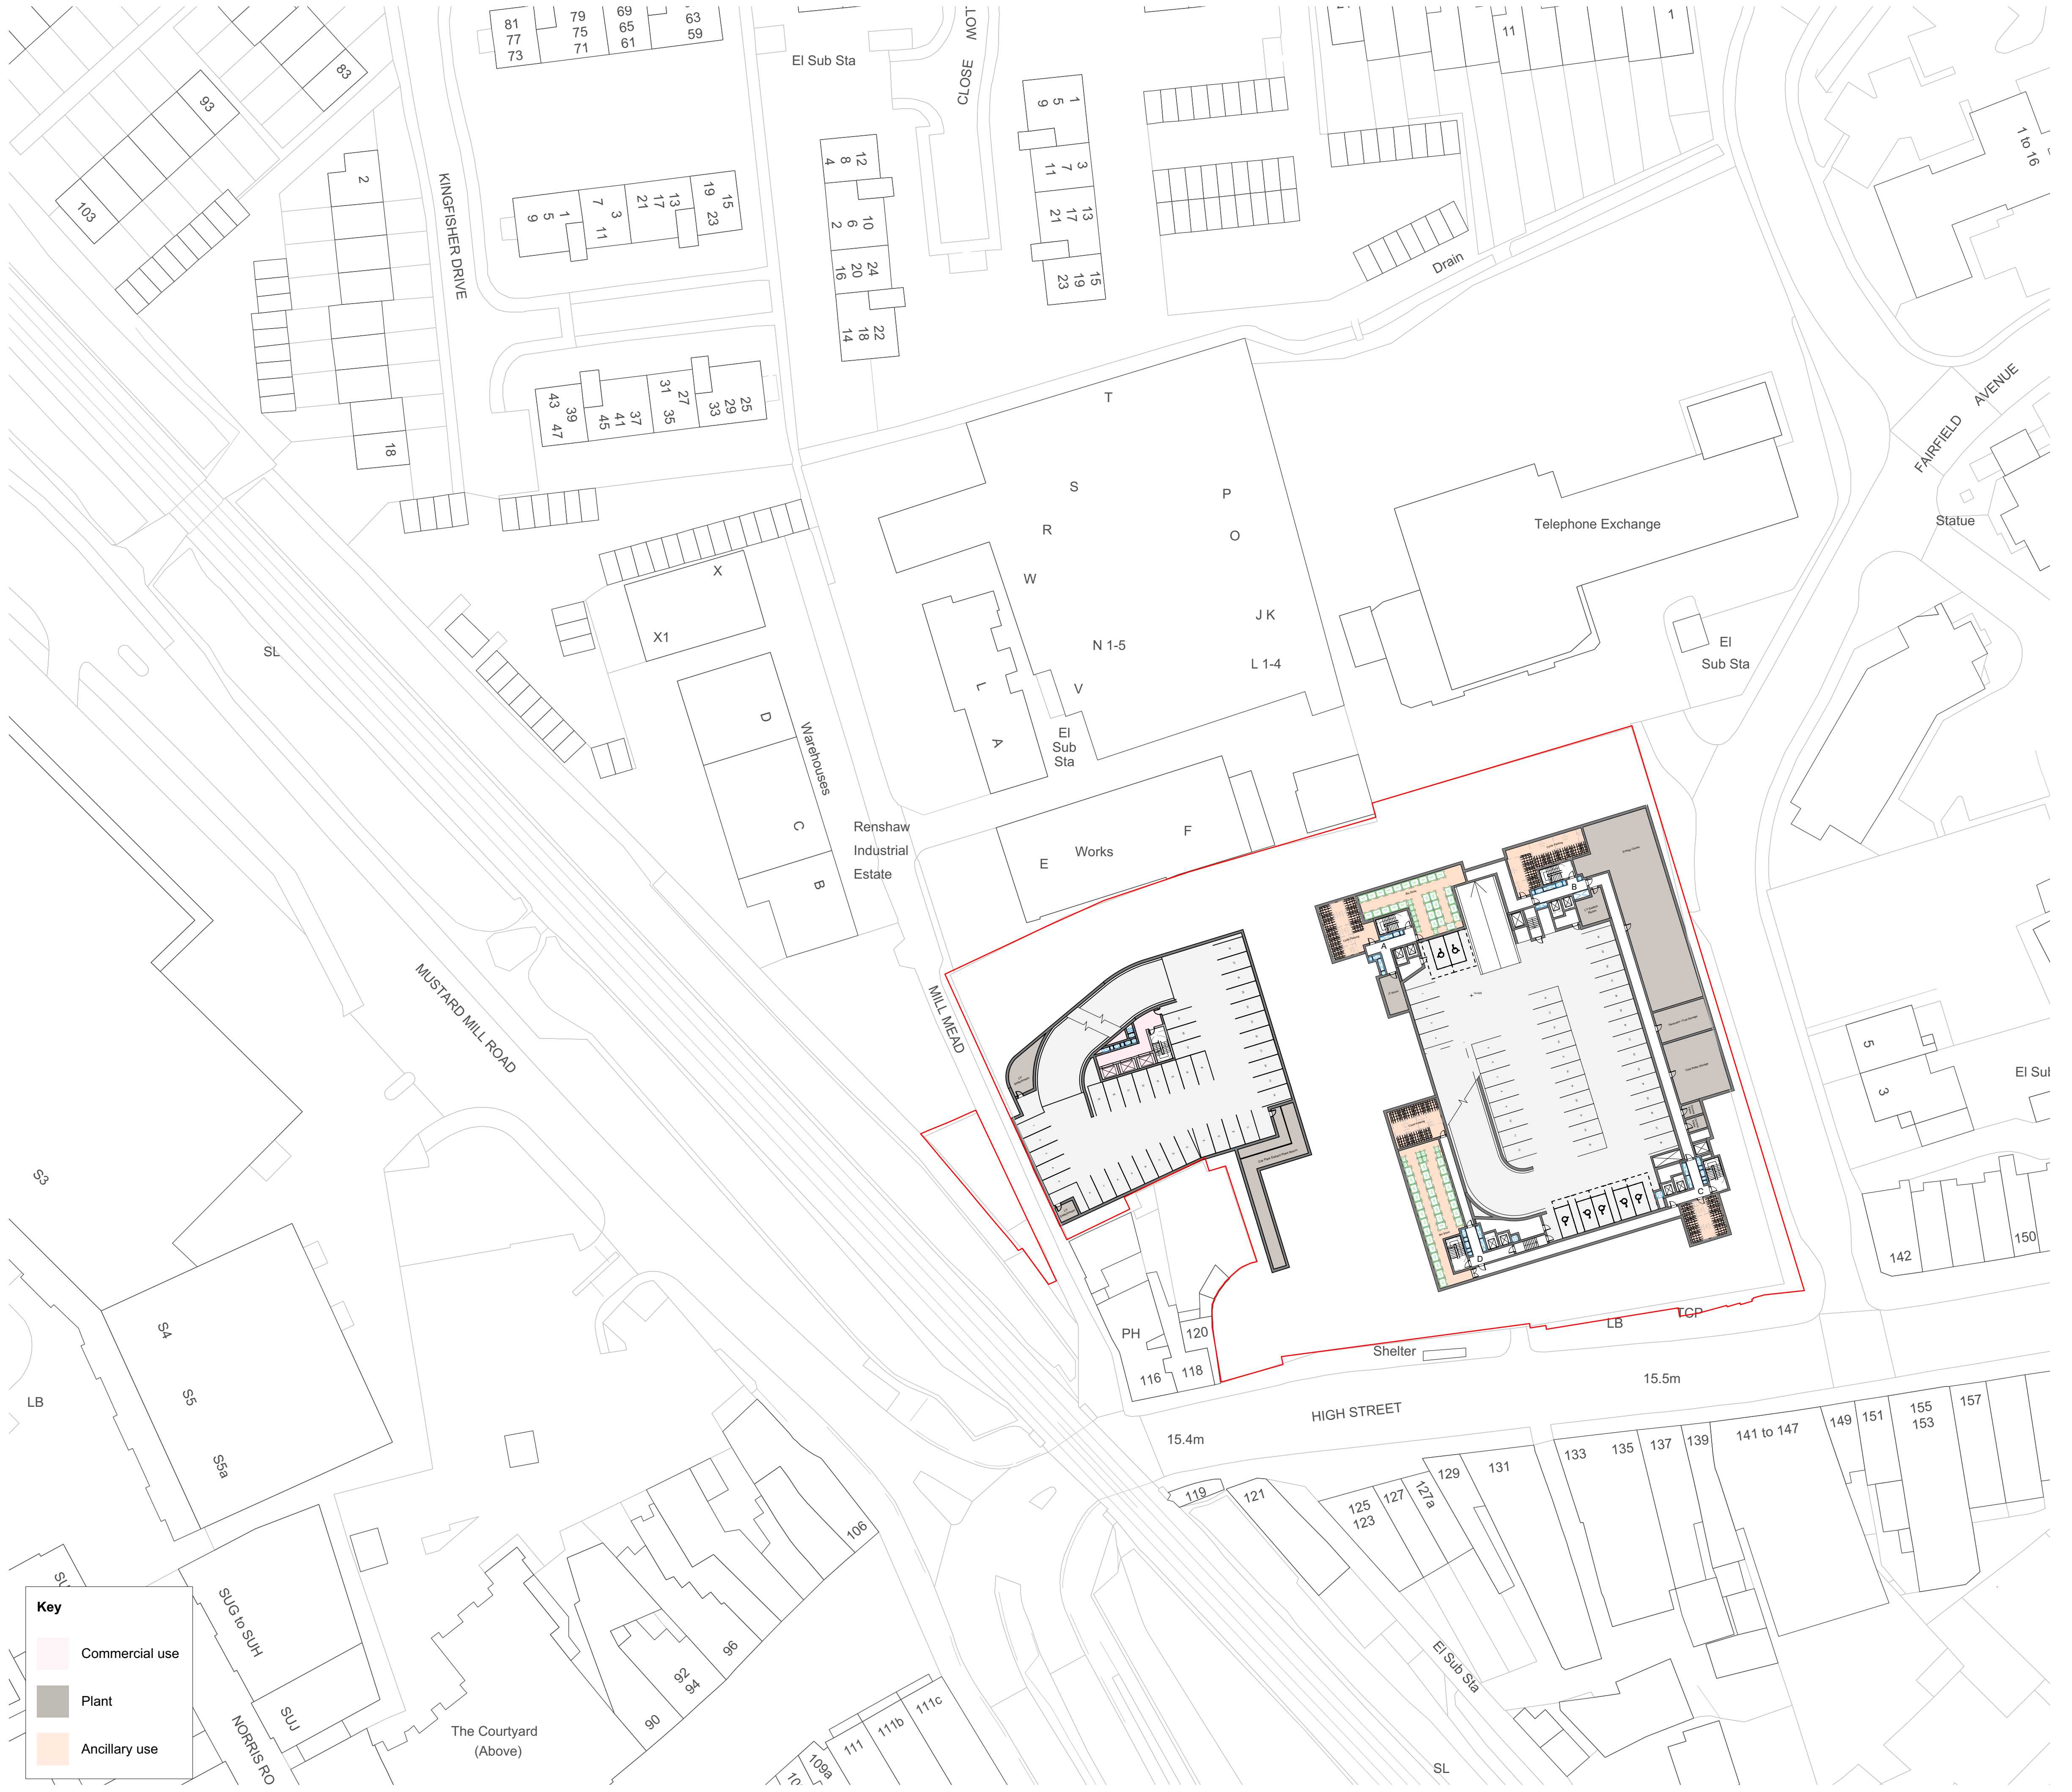 81
77
73
79
75
71
69
65
61
63
59
El Sub Sta
CLOSE
11
1
93
83
103
2
KINGFISHER DRIVE
1
5
9
7
3
11
13
17
21
19
15
23
12
8
4
10
6
2
24
20
16
22
18
14
1
5
9
3
7
11
13
17
21
15
19
23
Drain
1 to 16
43
39
47
45
41
37
31
27
35
33
29
25
18
T
S
P
R
O
W
J K
N 1-5
L 1-4
V
L
A
El
Sub
Sta
Telephone Exchange
FAIRFIELD AVENUE
Statue
El
Sub Sta
X
X1
SL
D
C
B
Warehouses
Renshaw
Industrial
Estate
E
Works
F
MUSTARD MILL ROAD
MILL MEAD
A
B
C
D
5
3
142
150
S3
S4
S5
S5a
LB
PH
120
116
118
Shelter
LB
TCP
15.5m
HIGH STREET
15.4m
119
121
125
123
127
127a
129
131
133
135
137
139
141 to 147
149
151
155
153
157
El Sub Sta
SL
106
96
92
94
90
The Courtyard
(Above)
109a
111
111b
111c
SUG to SUH
SUJ
NORRIS RO
Key
Commercial use
Plant
Ancillary use